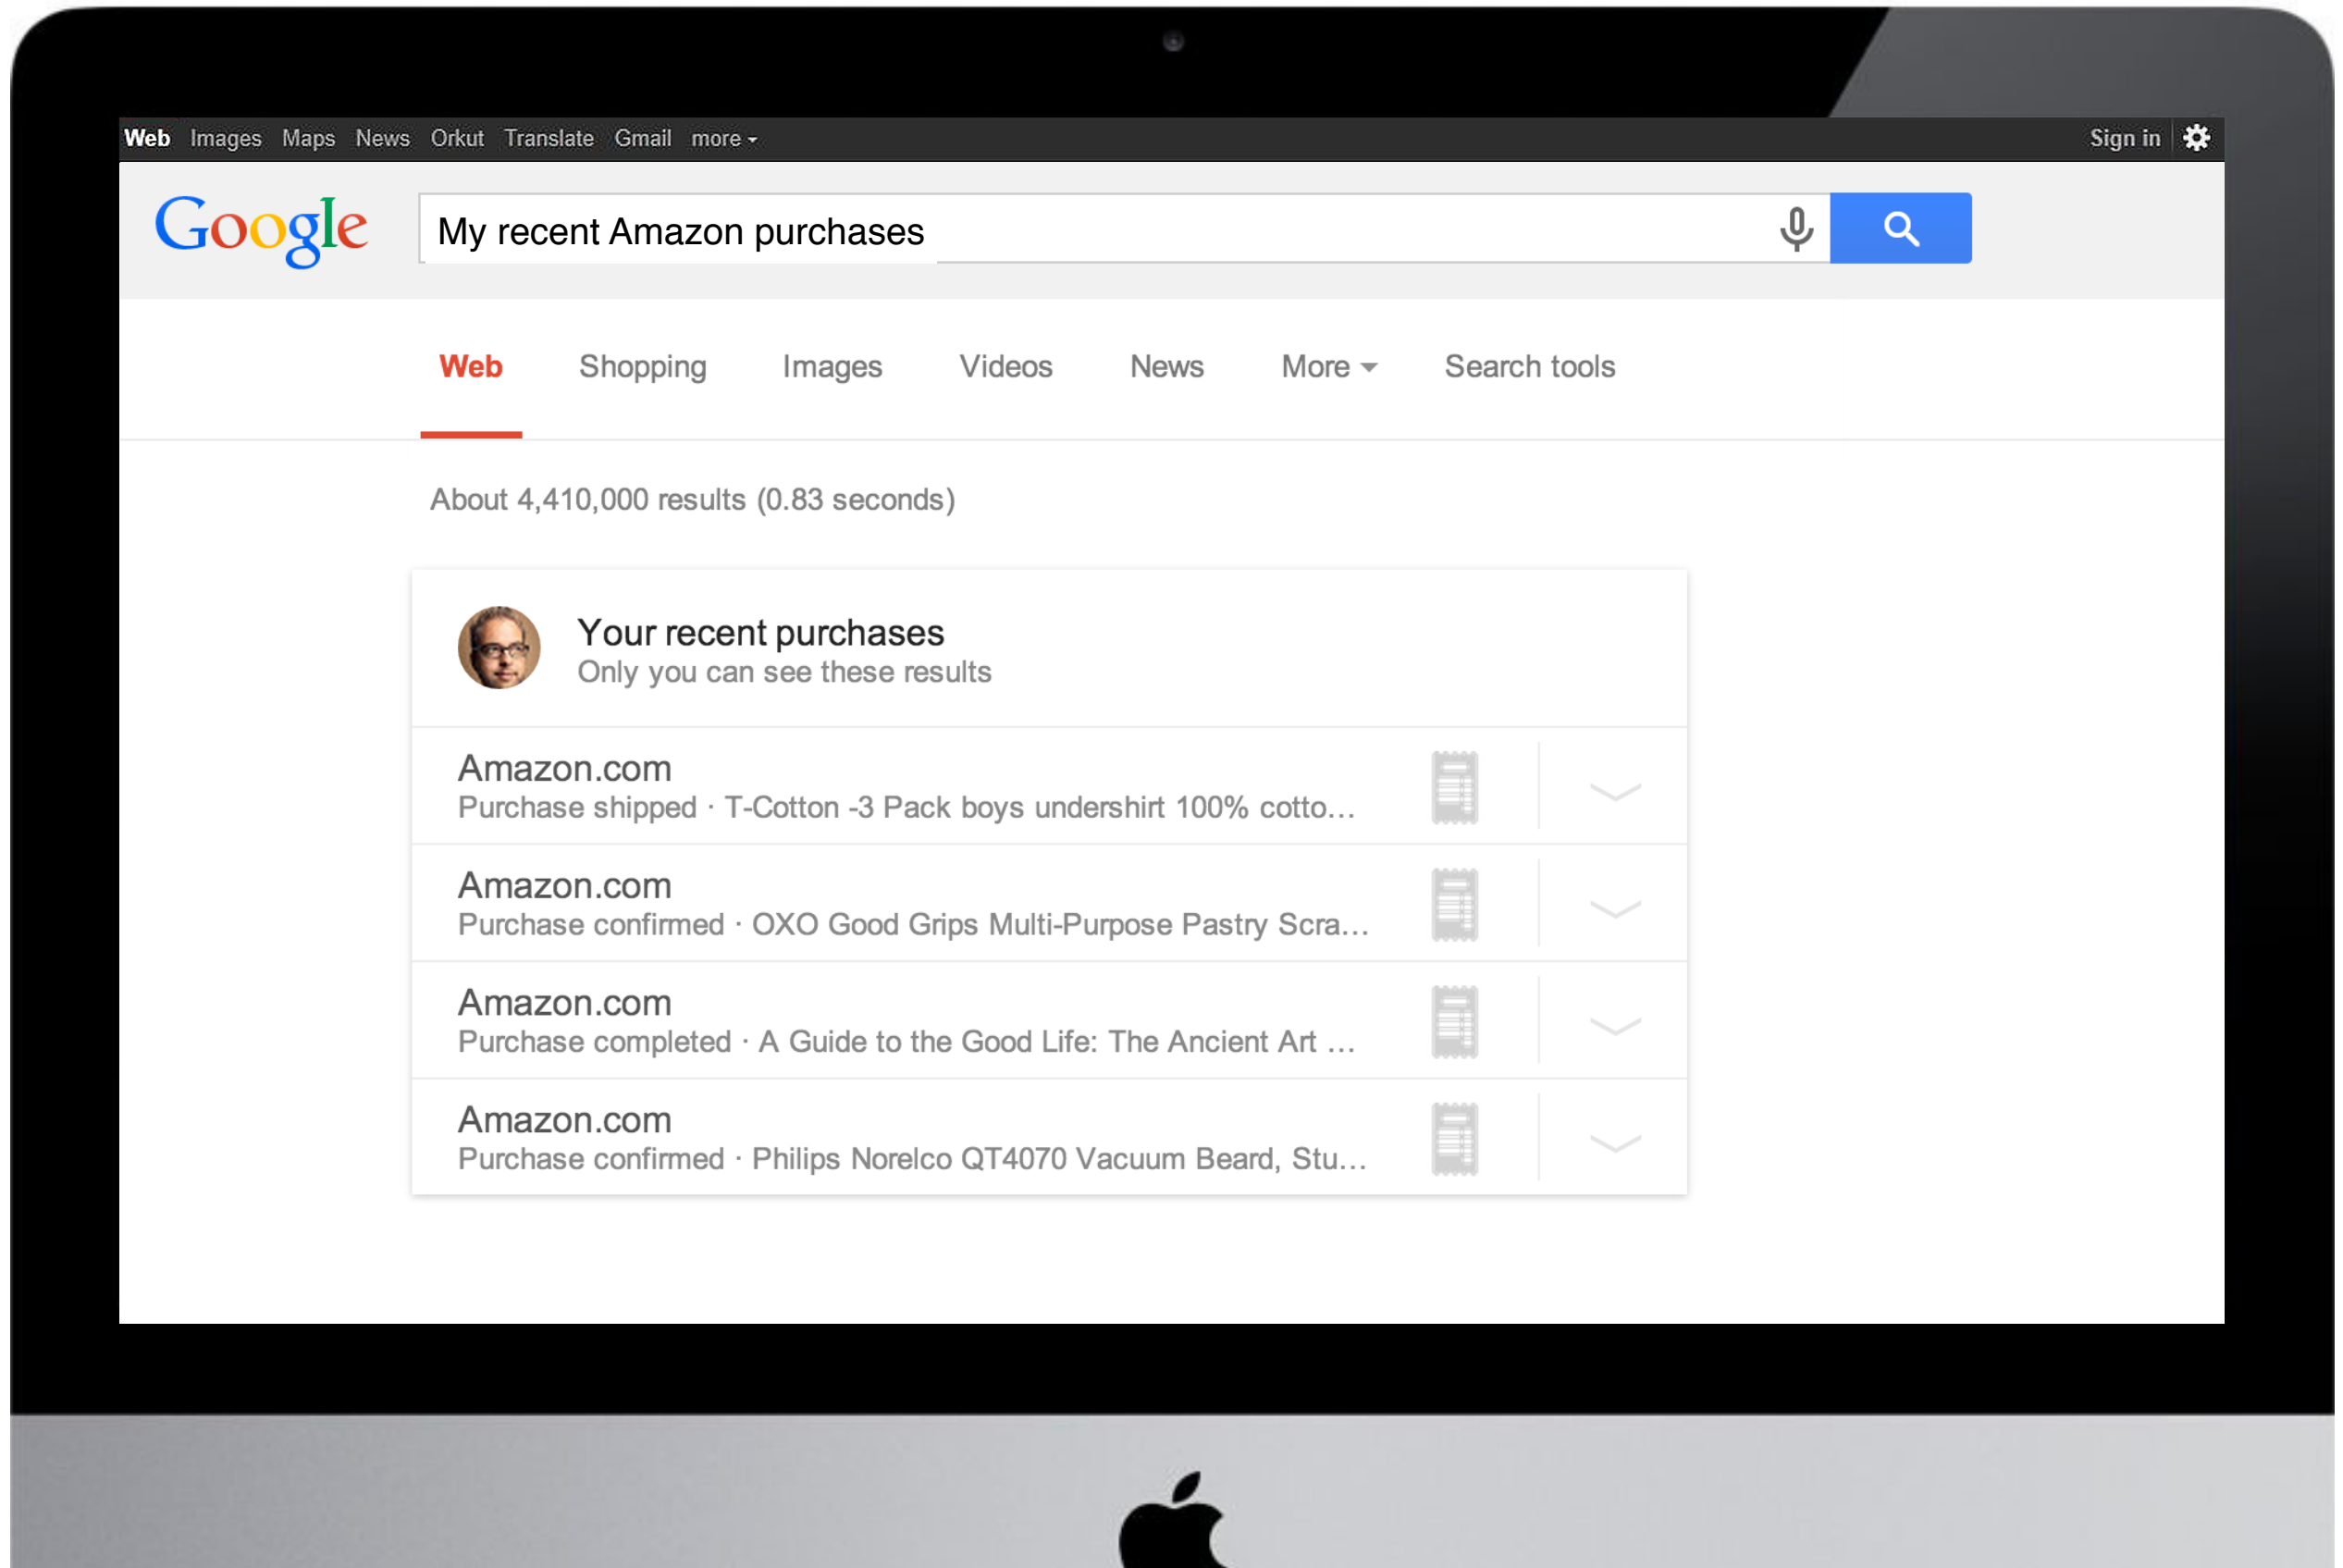 Web Images Maps News Orkut Translate Gmail more Sign in
Google My recent Amazon purchases
Web Shopping Images Videos News More Search tools
About 4,410,000 results (0.83 seconds)
Your recent purchases
Only you can see these results
Amazon.com
Purchase shipped · T-Cotton -3 Pack boys undershirt 100% cotto...
Amazon.com
Purchase confirmed · OXO Good Grips Multi-Purpose Pastry Scra...
Amazon.com
Purchase completed · A Guide to the Good Life: The Ancient Art ...
Amazon.com
Purchase confirmed · Philips Norelco QT4070 Vacuum Beard, Stu...